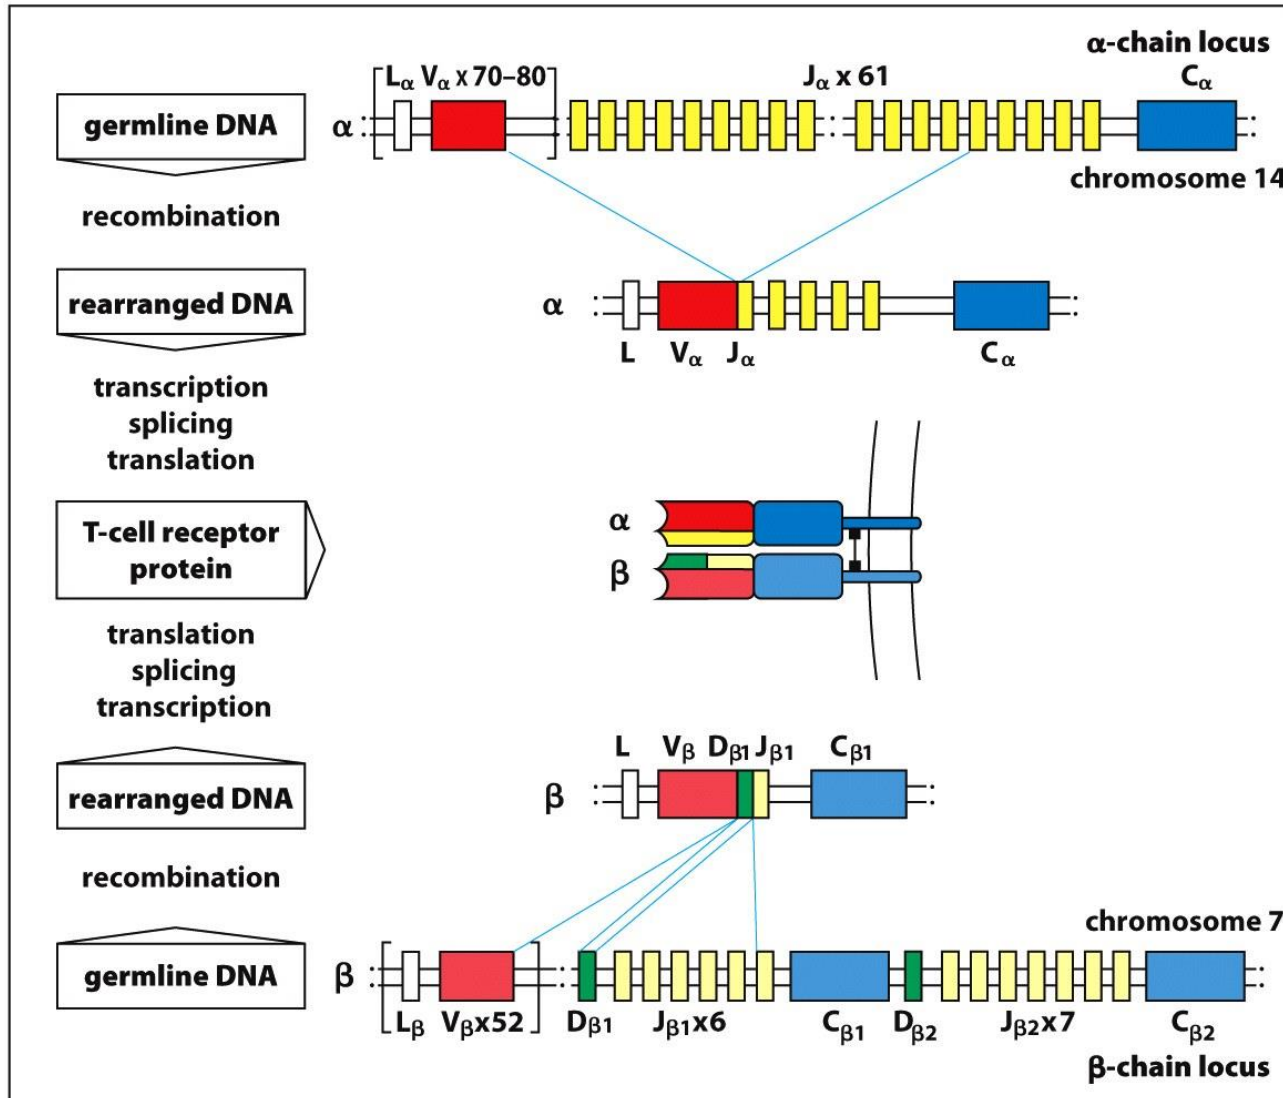 α-chain locus
Lα Vα x 70–80
Jα x 61
Cα
germline DNA
α
chromosome 14
recombination
rearranged DNA
α
L
Vα
Jα
Cα
transcription
splicing
translation
T-cell receptor
protein
α
β
translation
splicing
transcription
L
Vβ
Dβ1
Jβ1
Cβ1
rearranged DNA
β
recombination
chromosome 7
germline DNA
β
Lβ
Vβx52
Dβ1
Jβ1x6
Cβ1
Dβ2
Jβ2x7
Cβ2
β-chain locus